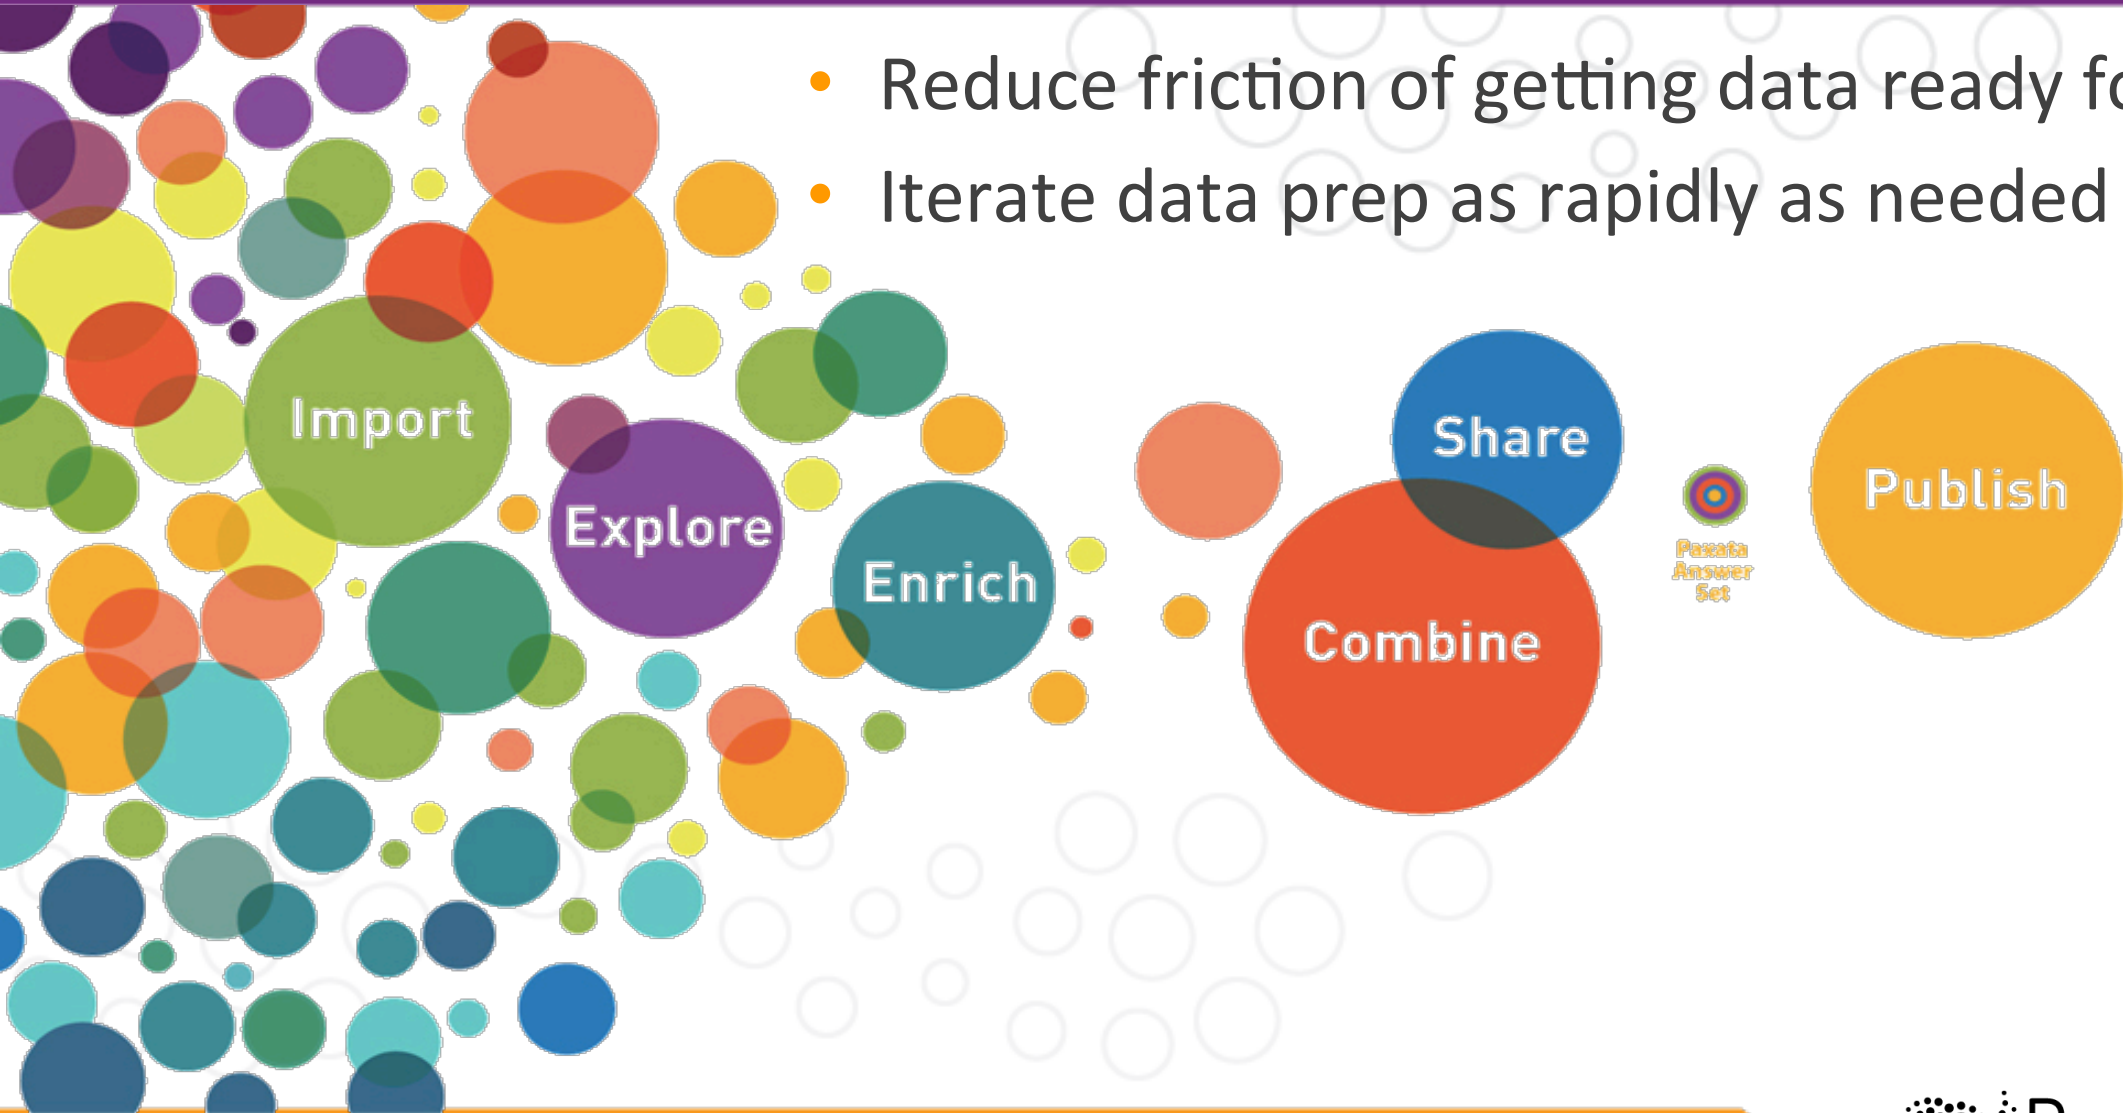 Reduce friction of getting data ready
Iterate data prep as rapidly as needed
Import
Explore
Enrich
Share
Combine
Paxata
Answer
Set
Publish